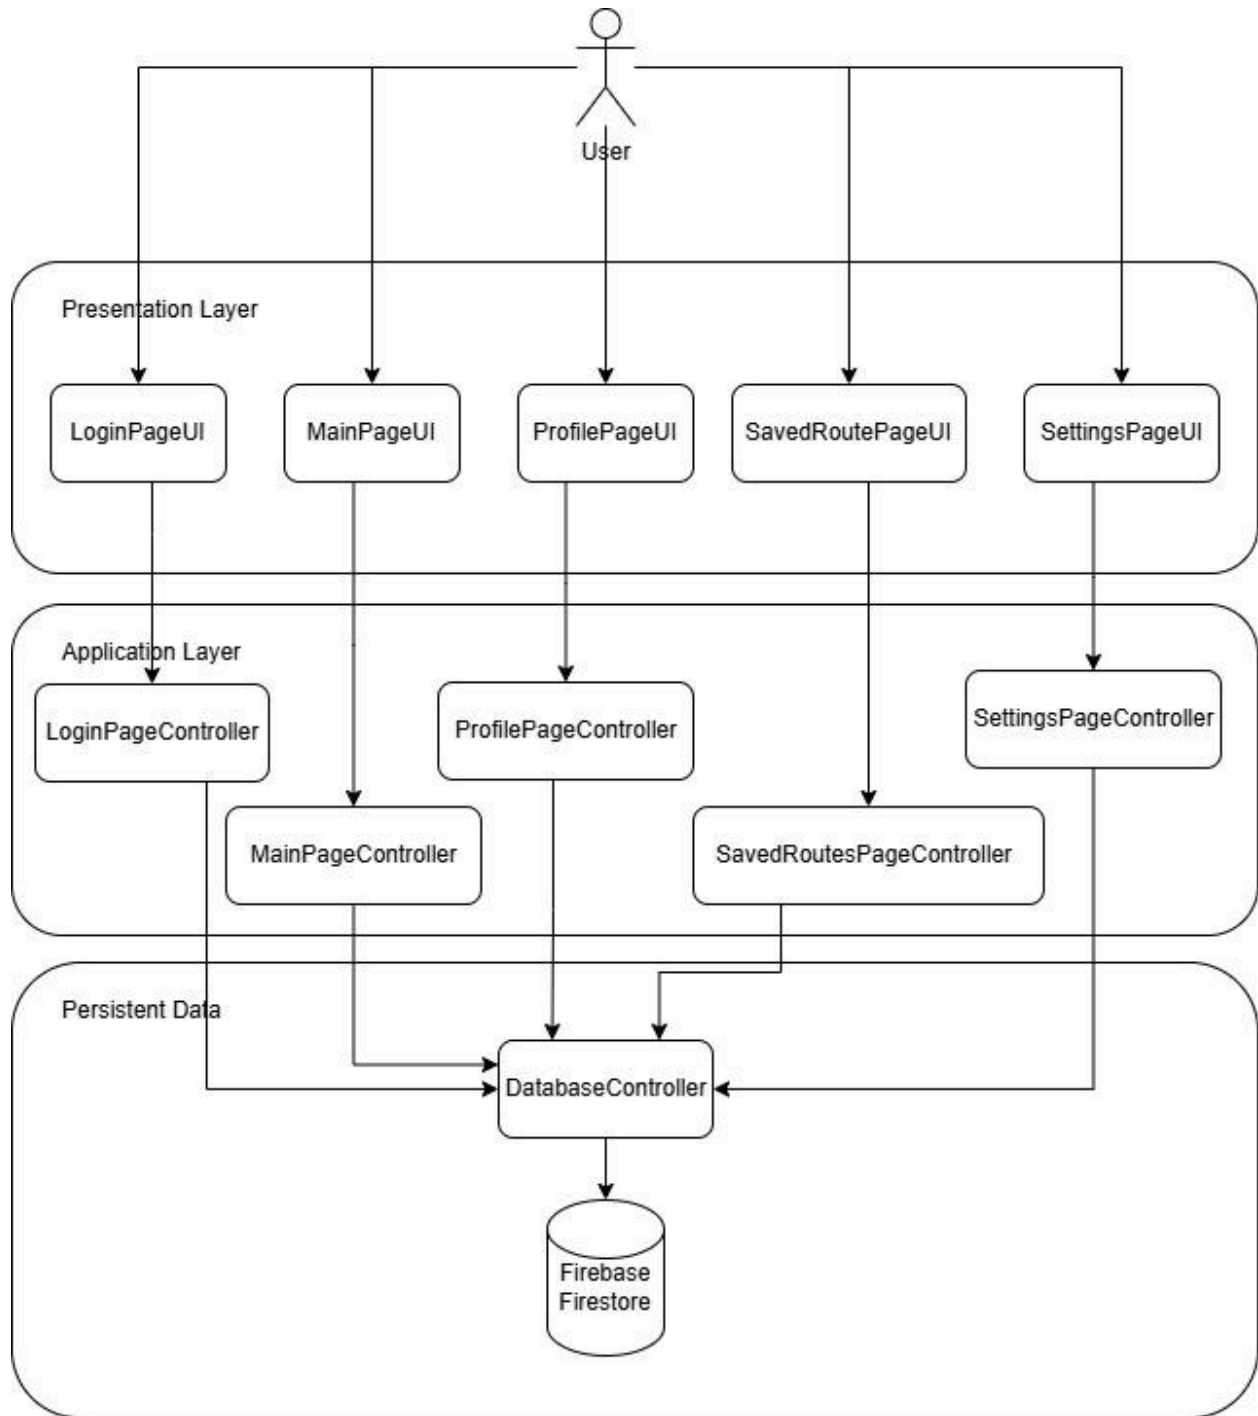 User
Presentation Layer
LoginPageUI
MainPageUI
ProfilePageUI
SavedRoutePageUI
SettingsPageUI
Application Layer
LoginPageController
ProfilePageController
SettingsPageController
MainPageController
SavedRoutesPageController
Persistent Data
DatabaseController
Firebase
Firestore